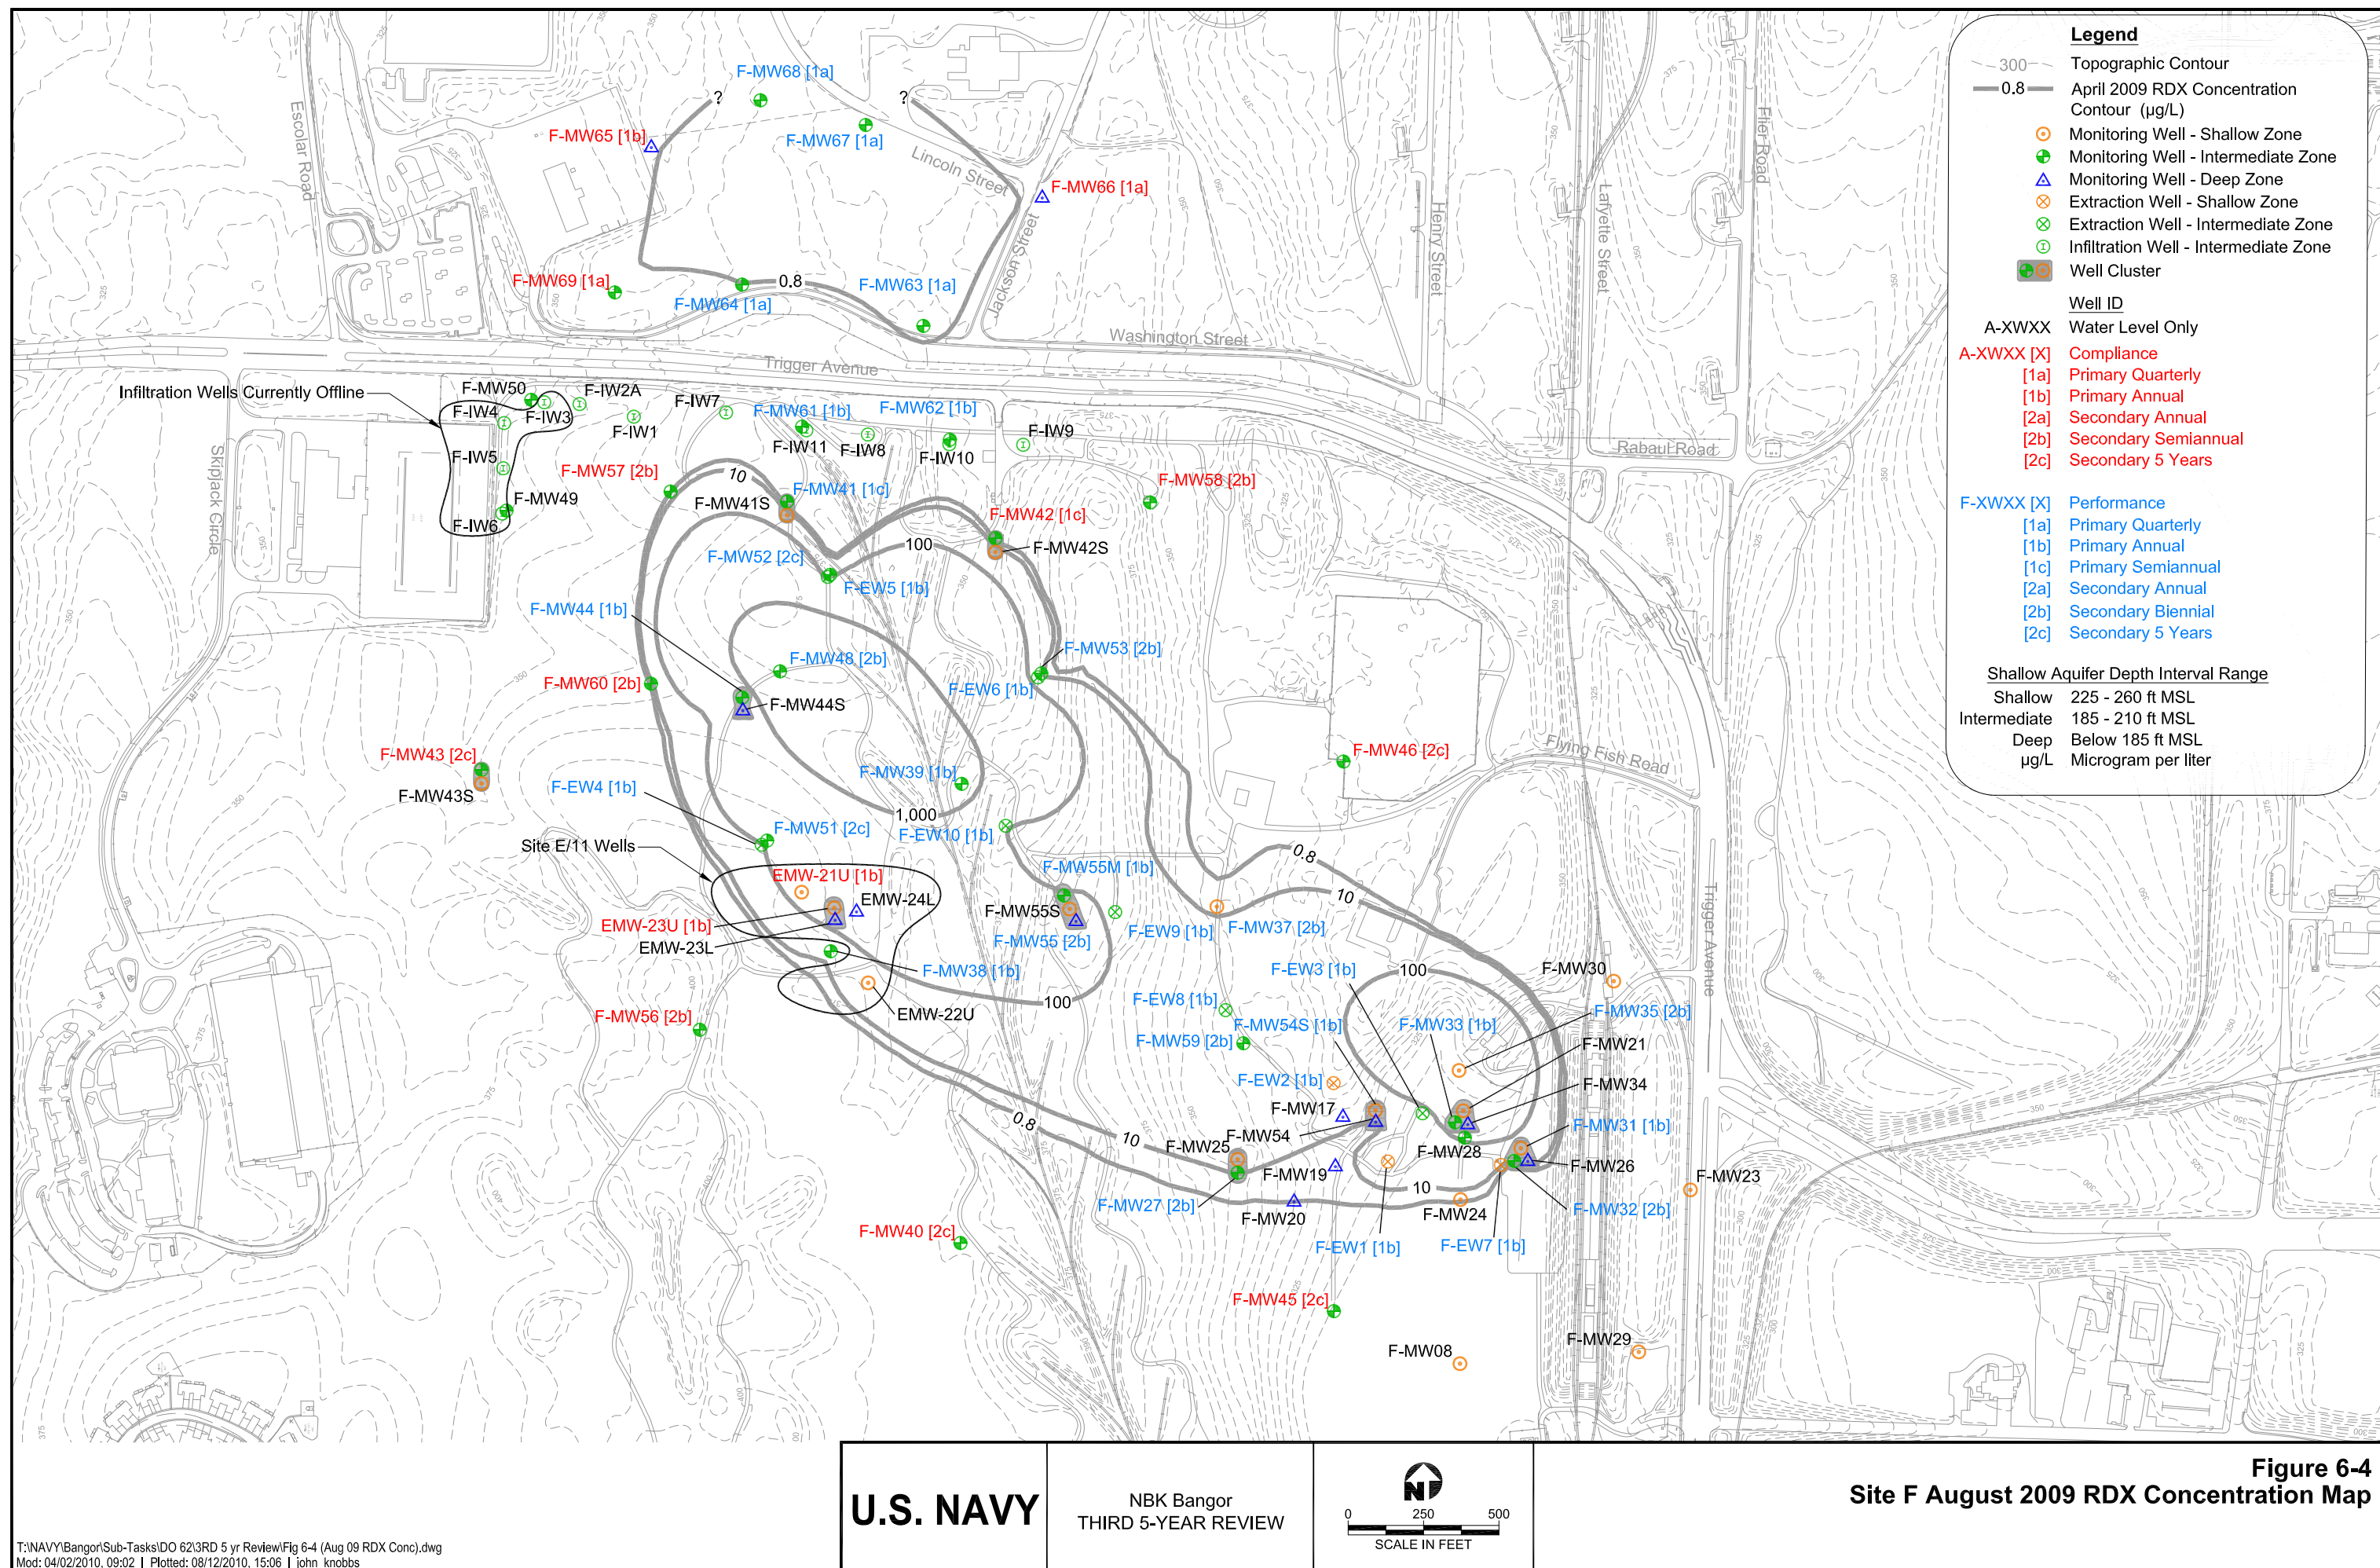 Legend
300 Topographic Contour
0.8 April 2009 RDX Concentration
Contour (µg/L)
Monitoring Well - Shallow Zone
Monitoring Well - Intermediate Zone
Monitoring Well - Deep Zone
Extraction Well - Shallow Zone
Extraction Well - Intermediate Zone
Infiltration Well - Intermediate Zone
Well Cluster
Well ID
A-XWXX Water Level Only
A-XWXX [X] Compliance
[1a] Primary Quarterly
[1b] Primary Annual
[2a] Secondary Annual
[2b] Secondary Semiannual
[2c] Secondary 5 Years
F-XWXX [X] Performance
[1a] Primary Quarterly
[1b] Primary Annual
[1c] Primary Semiannual
[2a] Secondary Annual
[2b] Secondary Biennial
[2c] Secondary 5 Years
Shallow Aquifer Depth Interval Range
Shallow 225 - 260 ft MSL
Intermediate 185 - 210 ft MSL
Deep Below 185 ft MSL
µg/L Microgram per liter
F-MW68 [1a]
?
?
F-MW65 [1b]
F-MW67 [1a]
Lincoln Street
F-MW66 [1a]
Escolar Road
Jackson Street
Henry Street
Lafyette Street
Flier Road
F-MW69 [1a]
0.8
F-MW64 [1a]
F-MW63 [1a]
Washington Street
Trigger Avenue
Infiltration Wells Currently Offline
F-MW50
F-IW2A
F-IW4
F-IW3
F-IW1
F-IW7
F-MW61 [1b]
F-MW62 [1b]
F-IW11
F-IW8
F-IW10
F-IW9
Rabaul Road
F-IW5
F-MW57 [2b]
10
F-MW41 [1c]
F-MW58 [2b]
F-MW49
F-MW41S
F-IW6
F-MW42 [1c]
Skipjack Circle
100
F-MW42S
F-MW52 [2c]
F-EW5 [1b]
F-MW44 [1b]
F-MW48 [2b]
F-MW53 [2b]
F-MW60 [2b]
F-EW6 [1b]
F-MW44S
F-MW43 [2c]
F-MW46 [2c]
Flying Fish Road
F-MW39 [1b]
F-EW4 [1b]
F-MW43S
1,000
F-MW51 [2c]
F-EW10 [1b]
Site E/11 Wells
0.8
F-MW55M [1b]
EMW-21U [1b]
10
EMW-24L
F-MW55S
EMW-23U [1b]
F-EW9 [1b]
F-MW37 [2b]
EMW-23L
F-MW55 [2b]
F-MW38 [1b]
F-EW3 [1b]
100
F-MW30
Trigger Avenue
100
F-EW8 [1b]
EMW-22U
F-MW56 [2b]
F-MW54S [1b]
F-MW33 [1b]
F-MW35 [2b]
F-MW59 [2b]
F-MW21
F-EW2 [1b]
F-MW34
F-MW17
0.8
10
F-MW54
F-MW31 [1b]
F-MW25
F-MW28
F-MW26
F-MW19
F-MW23
F-MW27 [2b]
10
F-MW20
F-MW24
F-MW32 [2b]
F-MW40 [2c]
F-EW1 [1b]
F-EW7 [1b]
F-MW45 [2c]
F-MW08
F-MW29
U.S. NAVY
NBK Bangor
THIRD 5-YEAR REVIEW
N
0 250 500
SCALE IN FEET
Figure 6-4
Site F August 2009 RDX Concentration Map
T:\NAVY\Bangor\Sub-Tasks\DO 62\3RD 5 yr Review\Fig 6-4 (Aug 09 RDX Conc).dwg
Mod: 04/02/2010, 09:02 | Plotted: 08/12/2010, 15:06 | john_knobbs